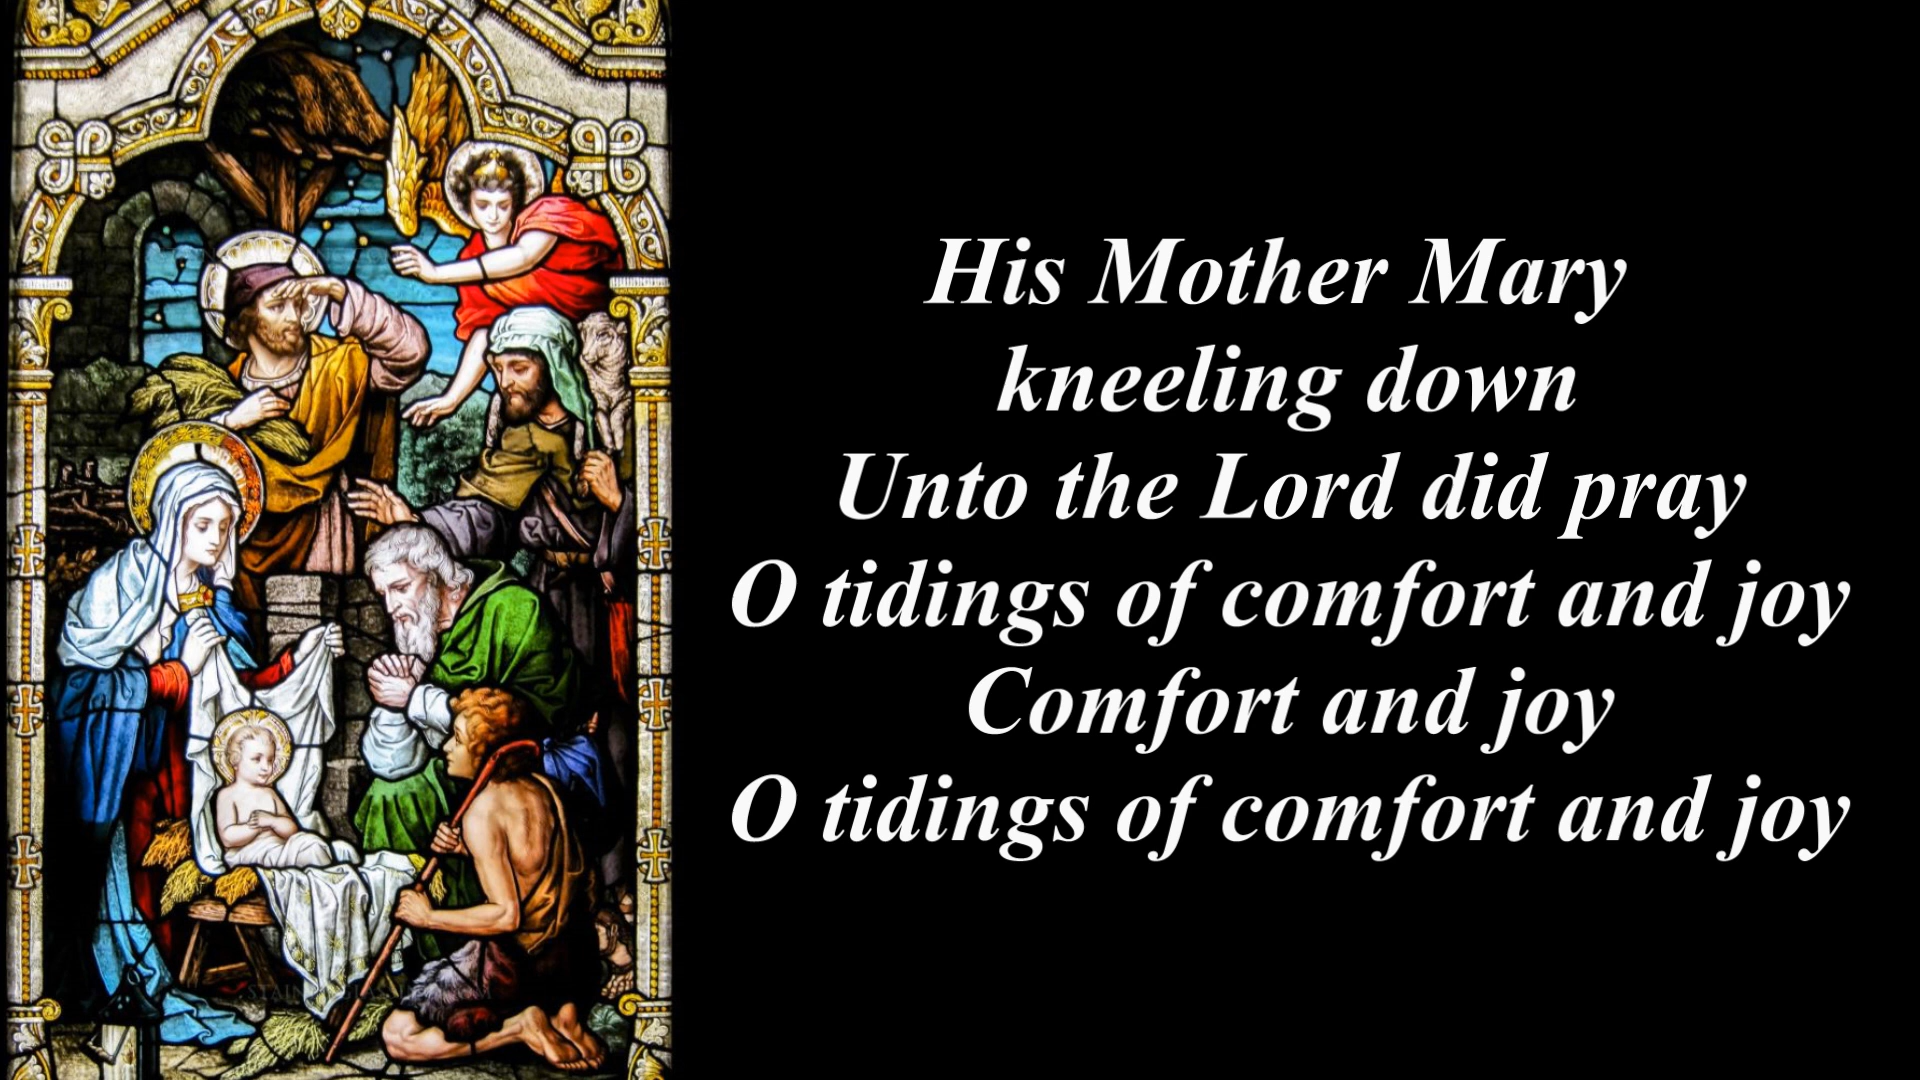 His Mother Mary
kneeling down
Unto the Lord did pray
O tidings of comfort and joy
Comfort and joy
O tidings of comfort and joy